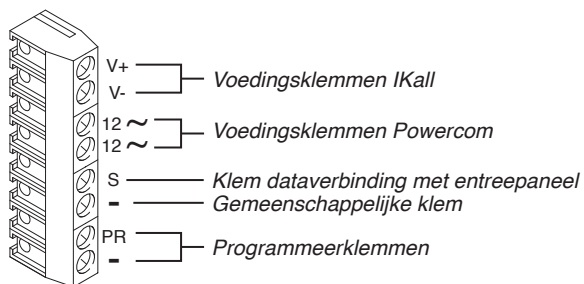 V+
V-
Voedingsklemmen IKall
12 ~
12 ~
Voedingsklemmen Powercom
S
Klem dataverbinding met entreepaneel
-
Gemeenschappelijke klem
PR
-
Programmeerklemmen